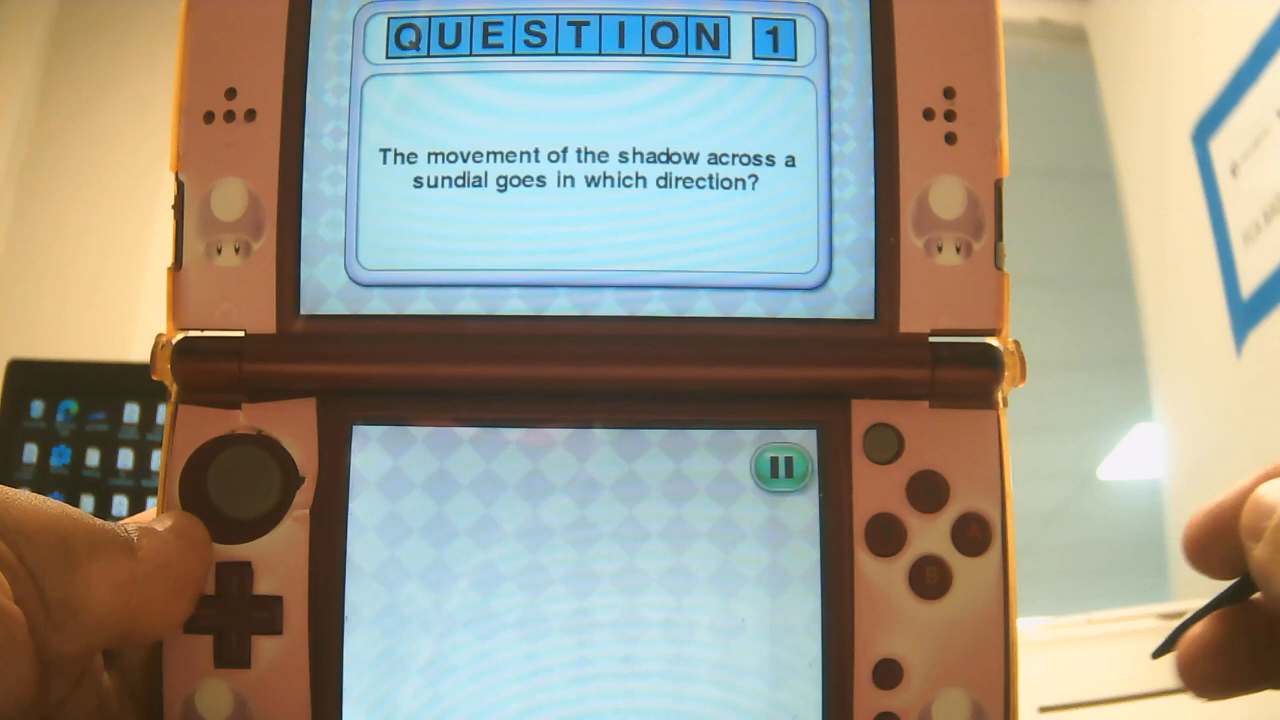 QUESTION 1
The movement of the shadow across a
sundial goes in which direction?
A
B